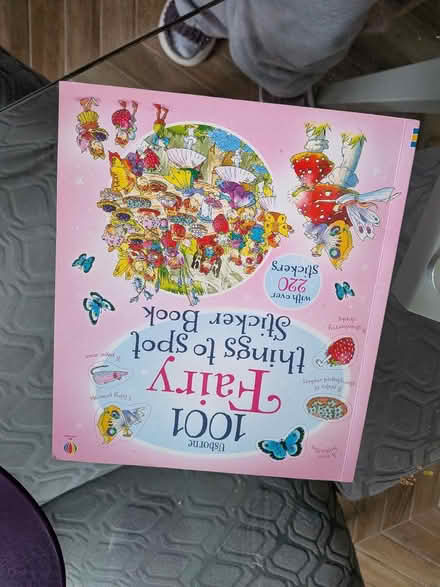 Usborne
1001
Fairy
things to spot
Sticker Book
with over
220
stickers